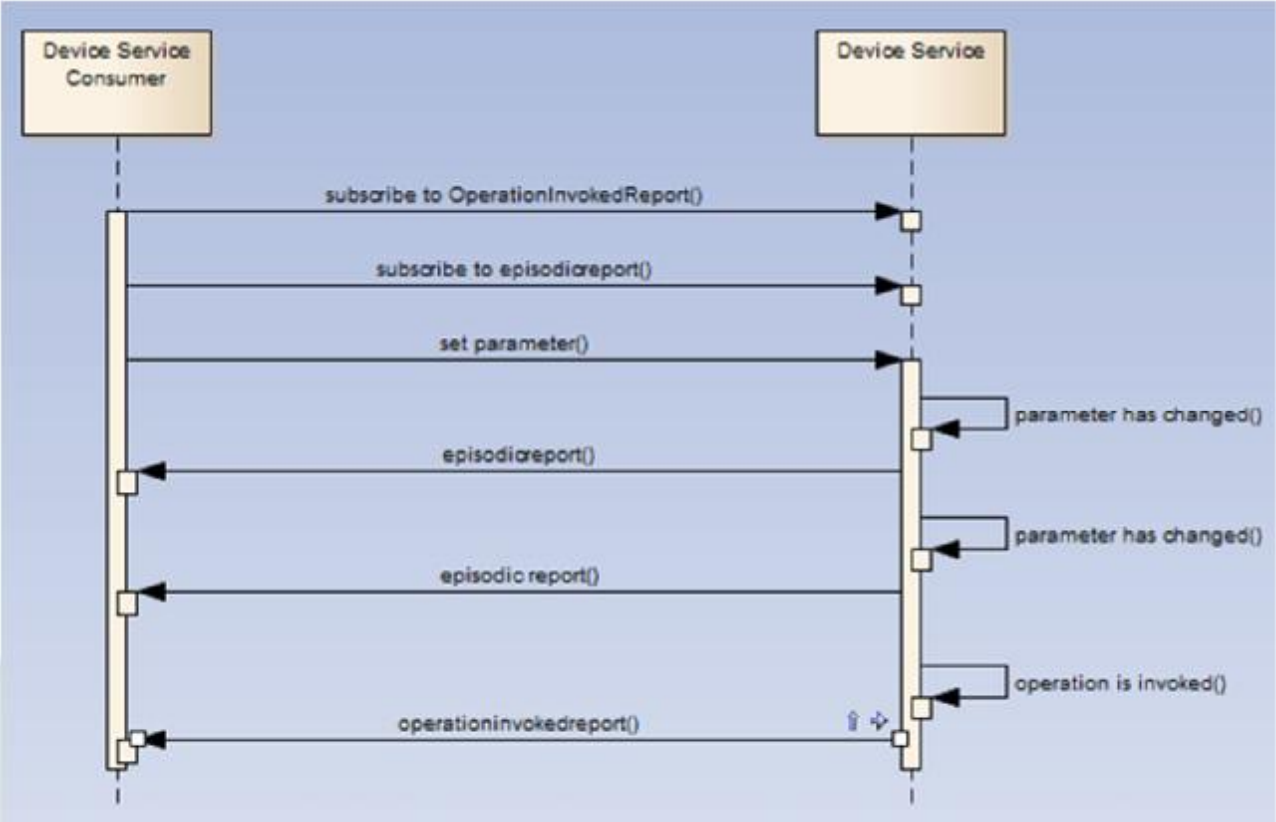 Device Service
Consumer
Device Service
subscribe to OperationInvokedReport()
subscribe to episodicreport()
set parameter()
parameter has changed()
episodicreport()
parameter has changed()
episodic report()
operation is invoked()
operationinvokedreport()